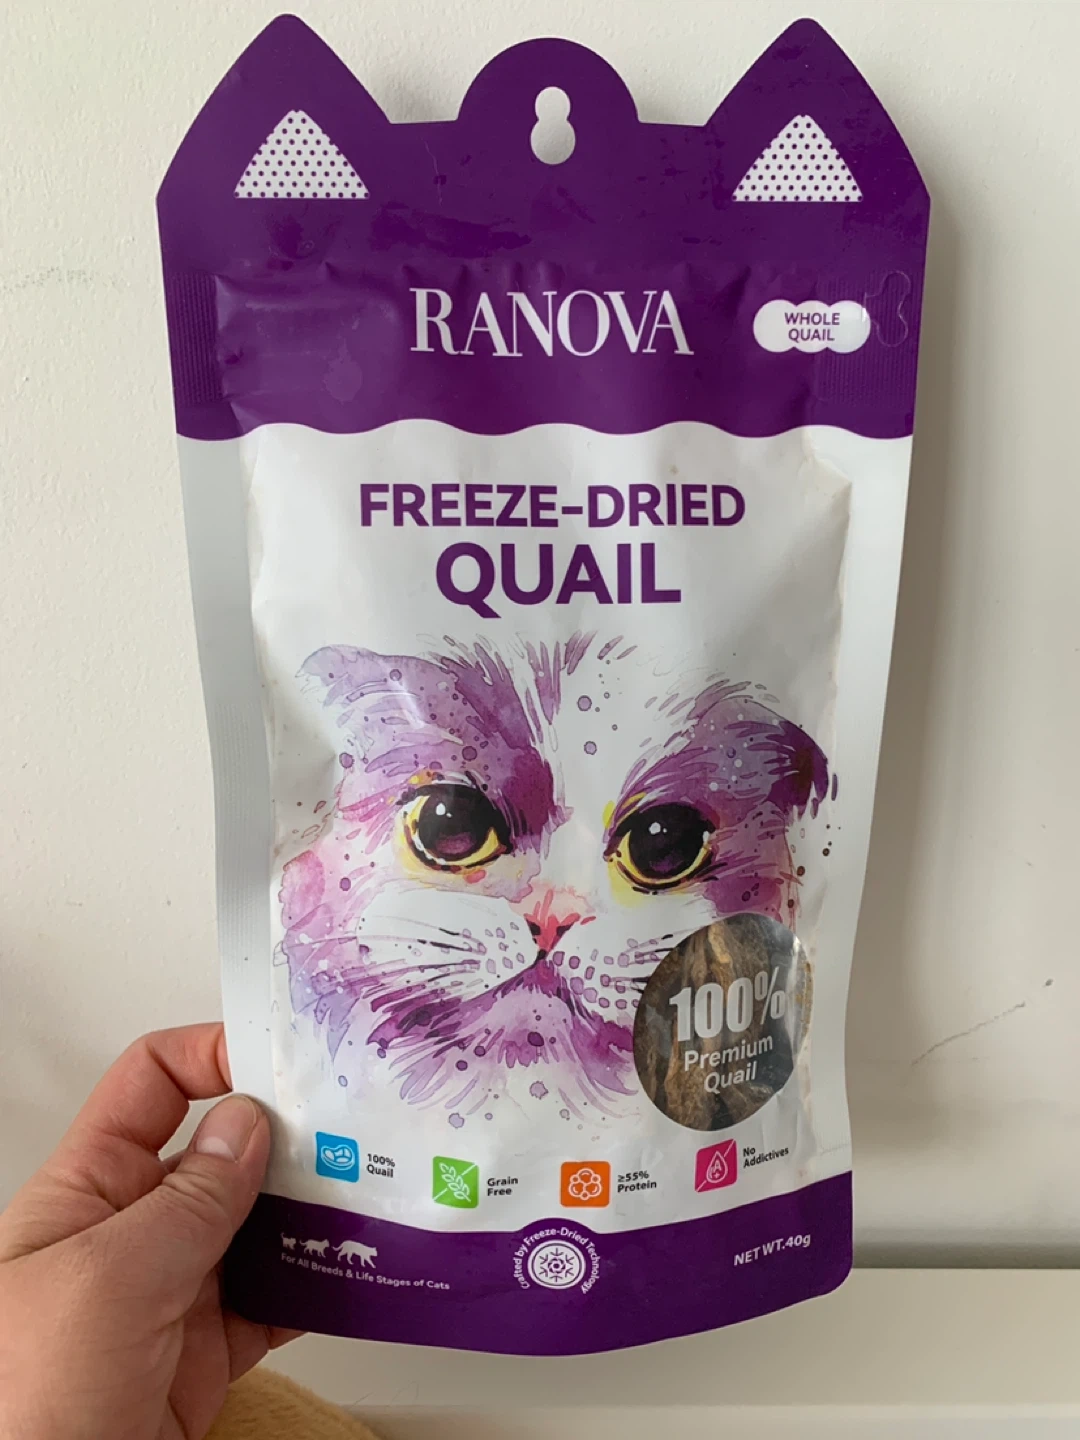 RANOVA
WHOLE
QUAIL
FREEZE-DRIED
QUAIL
100%
Premium
Quail
100%
Quail
Grain
Free
≥55%
Protein
No
Addictives
For All Breeds & Life Stages of Cats
Crafted by Freeze-Dried Technology
NET WT.40g